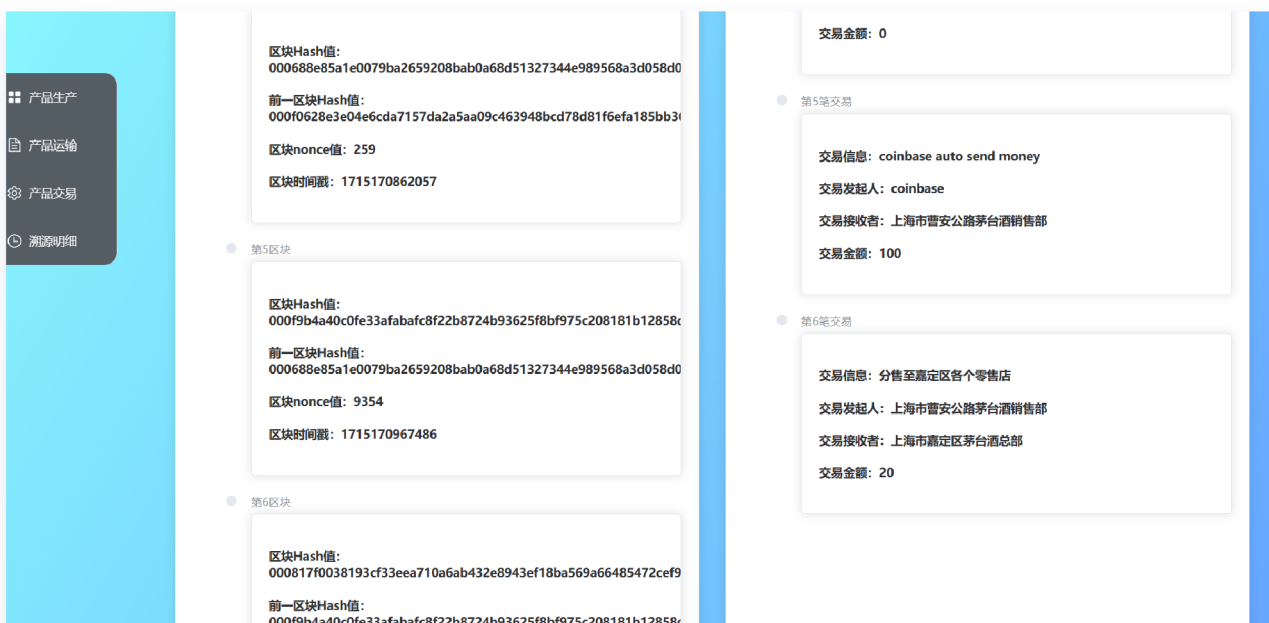 产品生产
产品运输
产品交易
溯源明细
区块Hash值:
000688e85a1e0079ba2659208bab0a68d51327344e989568a3d058d0
前一区块Hash值:
000f0628e3e04e6cda7157da2a5aa09c463948bcd78d81f6efa185bb3
区块nonce值: 259
区块时间戳: 1715170862057
第5区块
区块Hash值:
000f9b4a40c0fe33afabafc8f22b8724b93625f8bf975c208181b12858
前一区块Hash值:
000688e85a1e0079ba2659208bab0a68d51327344e989568a3d058d0
区块nonce值: 9354
区块时间戳: 1715170967486
第6区块
区块Hash值:
000817f0038193cf33eea710a6ab432e8943ef18ba569a66485472cef9
前一区块Hash值:
000f9b4a40c0fe33afabafc8f22b8724b93625f8bf975c208181b12858
交易金额: 0
第5笔交易
交易信息: coinbase auto send money
交易发起人: coinbase
交易接收者: 上海市曹安公路茅台酒销售部
交易金额: 100
第6笔交易
交易信息: 分售至嘉定区各个零售店
交易发起人: 上海市曹安公路茅台酒销售部
交易接收者: 上海市嘉定区茅台酒总部
交易金额: 20